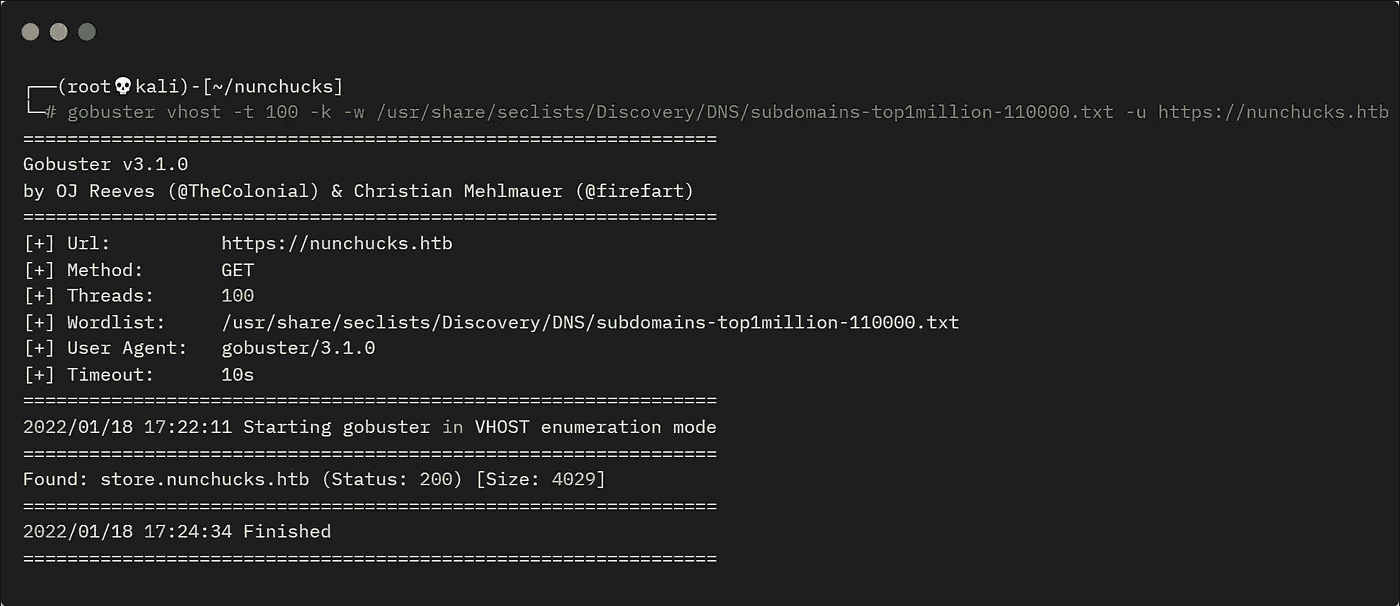 ┌──(root💀kali)-[~/nunchucks]
└─# gobuster vhost -t 100 -k -w /usr/share/seclists/Discovery/DNS/subdomains-top1million-110000.txt -u https://nunchucks.htb
===============================================================
Gobuster v3.1.0
by OJ Reeves (@TheColonial) & Christian Mehlmauer (@firefart)
===============================================================
[+] Url:          https://nunchucks.htb
[+] Method:       GET
[+] Threads:      100
[+] Wordlist:     /usr/share/seclists/Discovery/DNS/subdomains-top1million-110000.txt
[+] User Agent:   gobuster/3.1.0
[+] Timeout:      10s
===============================================================
2022/01/18 17:22:11 Starting gobuster in VHOST enumeration mode
===============================================================
Found: store.nunchucks.htb (Status: 200) [Size: 4029]
===============================================================
2022/01/18 17:24:34 Finished
===============================================================